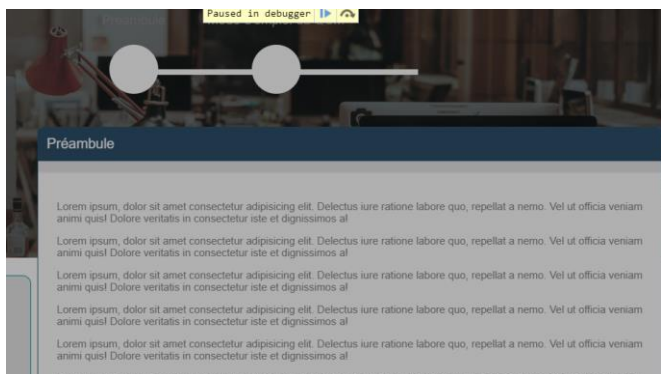 Paused in debugger
Préambule
Préambule
Lorem ipsum, dolor sit amet consectetur adipisicing elit. Delectus iure ratione labore quo, repellat a nemo. Vel ut officia veniam
animi quis! Dolore veritatis in consectetur iste et dignissimos a!
Lorem ipsum, dolor sit amet consectetur adipisicing elit. Delectus iure ratione labore quo, repellat a nemo. Vel ut officia veniam
animi quis! Dolore veritatis in consectetur iste et dignissimos a!
Lorem ipsum, dolor sit amet consectetur adipisicing elit. Delectus iure ratione labore quo, repellat a nemo. Vel ut officia veniam
animi quis! Dolore veritatis in consectetur iste et dignissimos a!
Lorem ipsum, dolor sit amet consectetur adipisicing elit. Delectus iure ratione labore quo, repellat a nemo. Vel ut officia veniam
animi quis! Dolore veritatis in consectetur iste et dignissimos a!
Lorem ipsum, dolor sit amet consectetur adipisicing elit. Delectus iure ratione labore quo, repellat a nemo. Vel ut officia veniam
animi quis! Dolore veritatis in consectetur iste et dignissimos a!